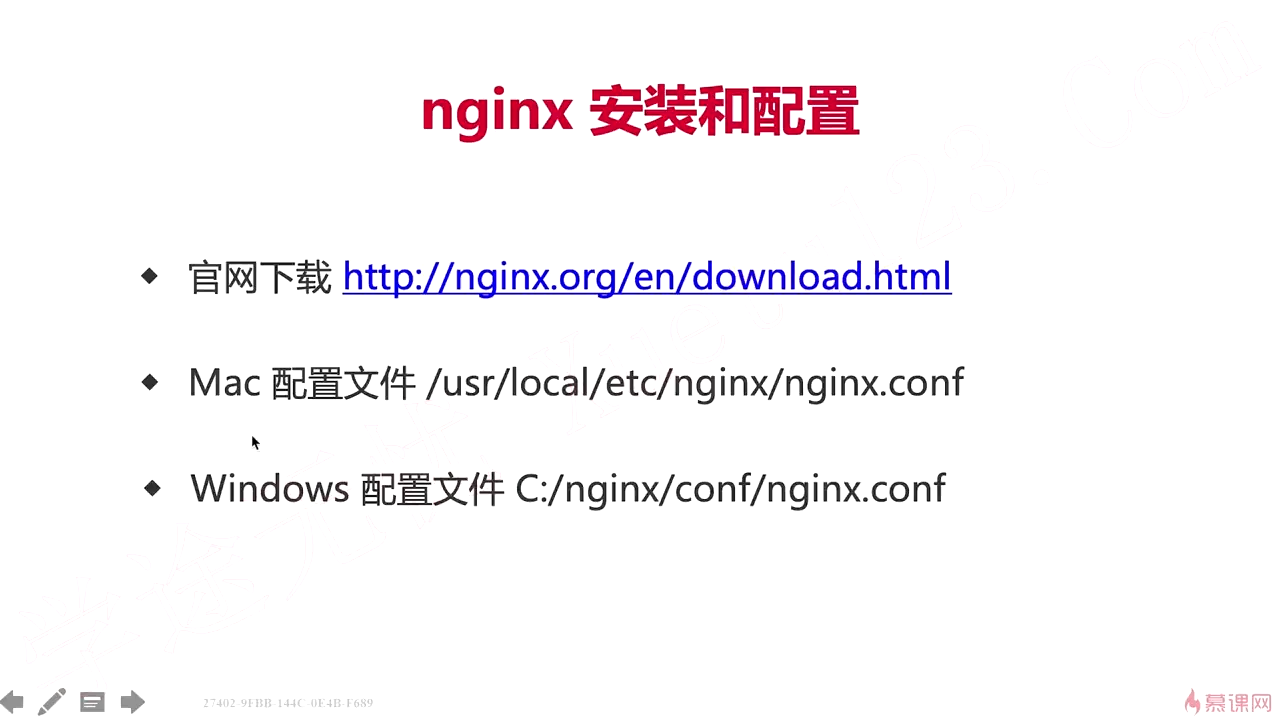 nginx 安装和配置
官网下载 http://nginx.org/en/download.html
Mac 配置文件 /usr/local/etc/nginx/nginx.conf
Windows 配置文件 C:/nginx/conf/nginx.conf
27402-9FBB-144C-0E4B-F689
慕课网